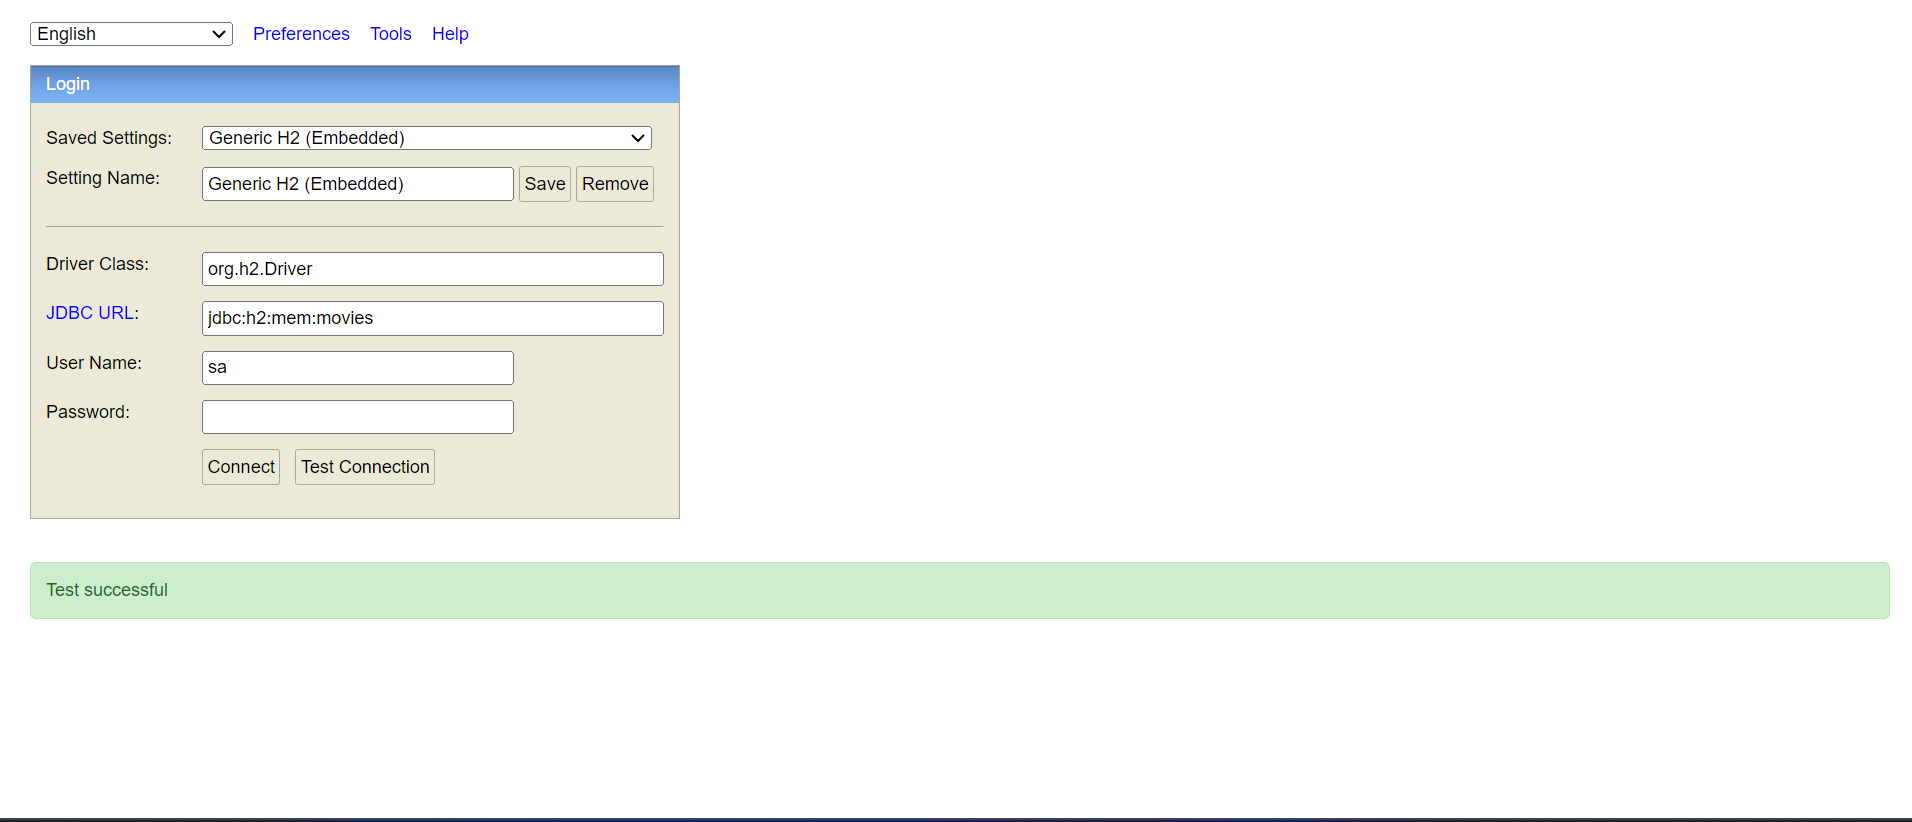 English Preferences Tools Help
Login
Saved Settings: Generic H2 (Embedded)
Setting Name: Generic H2 (Embedded) Save Remove
Driver Class: org.h2.Driver
JDBC URL: jdbc:h2:mem:movies
User Name: sa
Password:
Connect Test Connection
Test successful